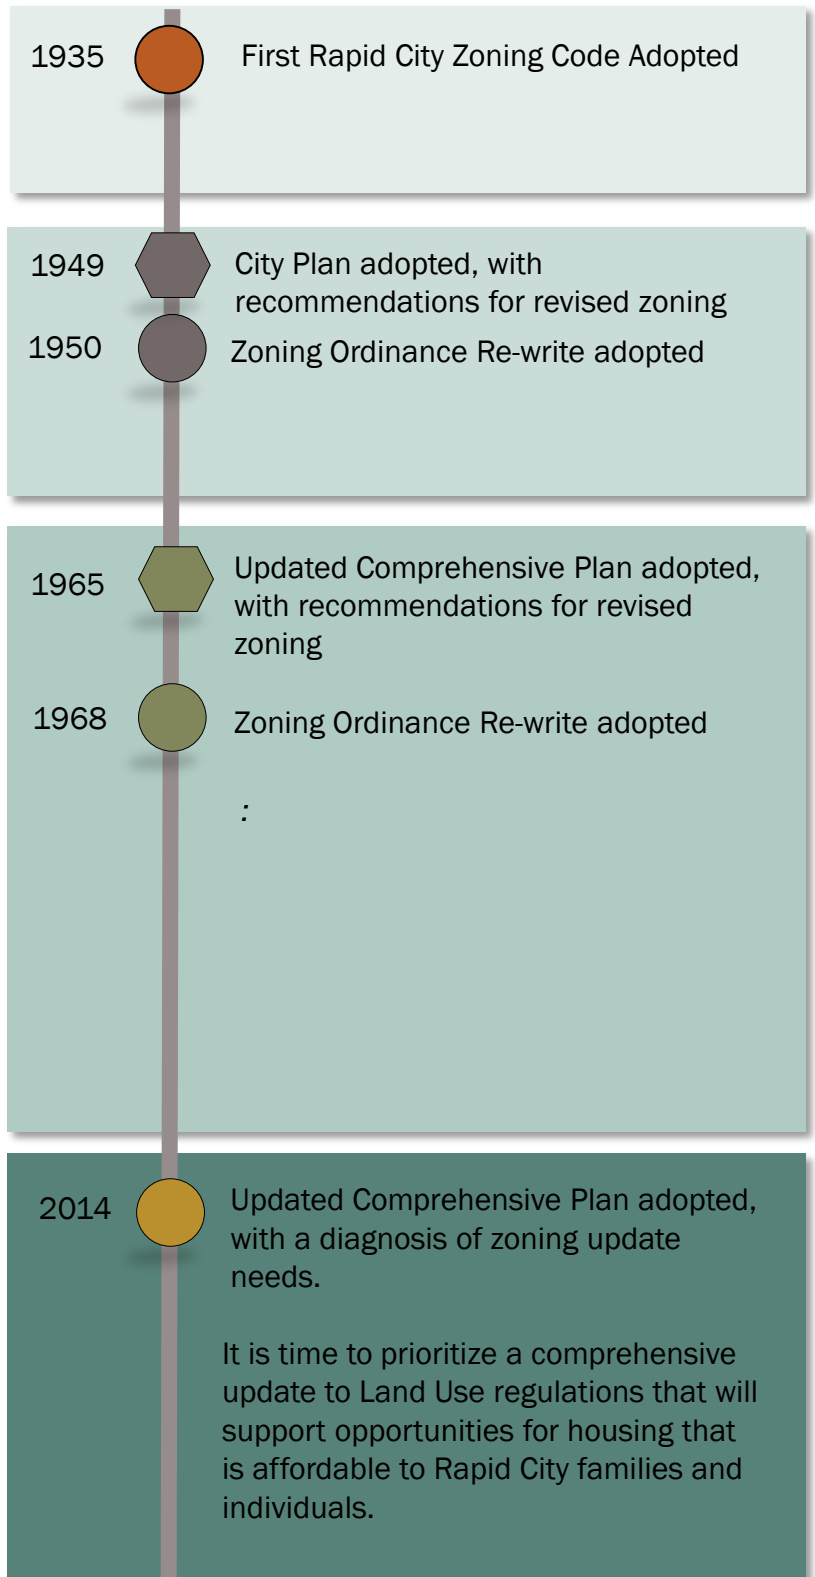 1935 First Rapid City Zoning Code Adopted
1949 City Plan adopted, with
recommendations for revised zoning
1950 Zoning Ordinance Re-write adopted
1965 Updated Comprehensive Plan adopted,
with recommendations for revised
zoning
1968 Zoning Ordinance Re-write adopted
:
2014 Updated Comprehensive Plan adopted,
with a diagnosis of zoning update
needs.
It is time to prioritize a comprehensive
update to Land Use regulations that will
support opportunities for housing that
is affordable to Rapid City families and
individuals.